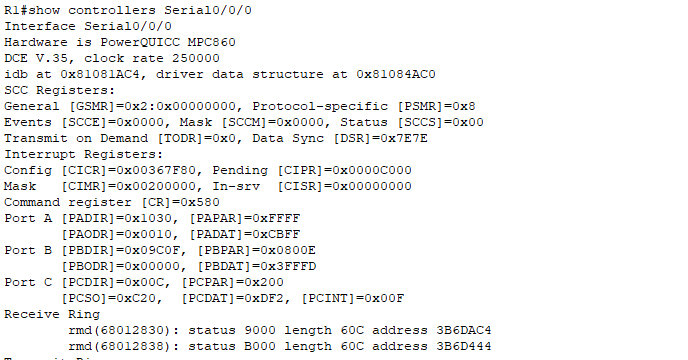 R1#show controllers Serial0/0/0
Interface Serial0/0/0
Hardware is PowerQUICC MPC860
DCE V.35, clock rate 250000
idb at 0x81081AC4, driver data structure at 0x81084AC0
SCC Registers:
General [GSMR]=0x2:0x00000000, Protocol-specific [PSMR]=0x8
Events [SCCE]=0x0000, Mask [SCCM]=0x0000, Status [SCCS]=0x00
Transmit on Demand [TODR]=0x0, Data Sync [DSR]=0x7E7E
Interrupt Registers:
Config [CICR]=0x00367F80, Pending [CIPR]=0x0000C000
Mask   [CIMR]=0x00200000, In-srv  [CISR]=0x00000000
Command register [CR]=0x580
Port A [PADIR]=0x1030, [PAPAR]=0xFFFF
       [PAODR]=0x0010, [PADAT]=0xCBFF
Port B [PBDIR]=0x09C0F, [PBPAR]=0x0800E
       [PBODR]=0x00000, [PBDAT]=0x3FFFD
Port C [PCDIR]=0x00C, [PCPAR]=0x200
       [PCSO]=0xC20,  [PCDAT]=0xDF2, [PCINT]=0x00F
Receive Ring
        rmd(68012830): status 9000 length 60C address 3B6DAC4
        rmd(68012838): status B000 length 60C address 3B6D444